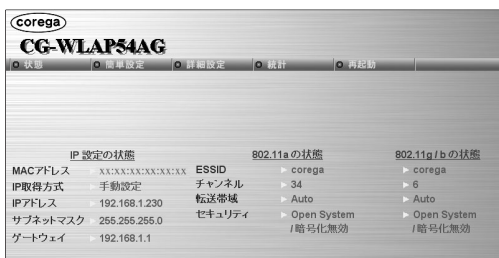 corega
CG-WLAP54AG
状態 簡単設定 詳細設定 統計 再起動
IP 設定の状態
MACアドレス xx:xx:xx:xx:xx:xx
IP取得方式 手動設定
IPアドレス 192.168.1.230
サブネットマスク 255.255.255.0
ゲートウェイ 192.168.1.1
802.11a の状態
ESSID corega
チャンネル 34
転送帯域 Auto
セキュリティ Open System
/ 暗号化無効
802.11g / b の状態
corega
6
Auto
Open System
/ 暗号化無効